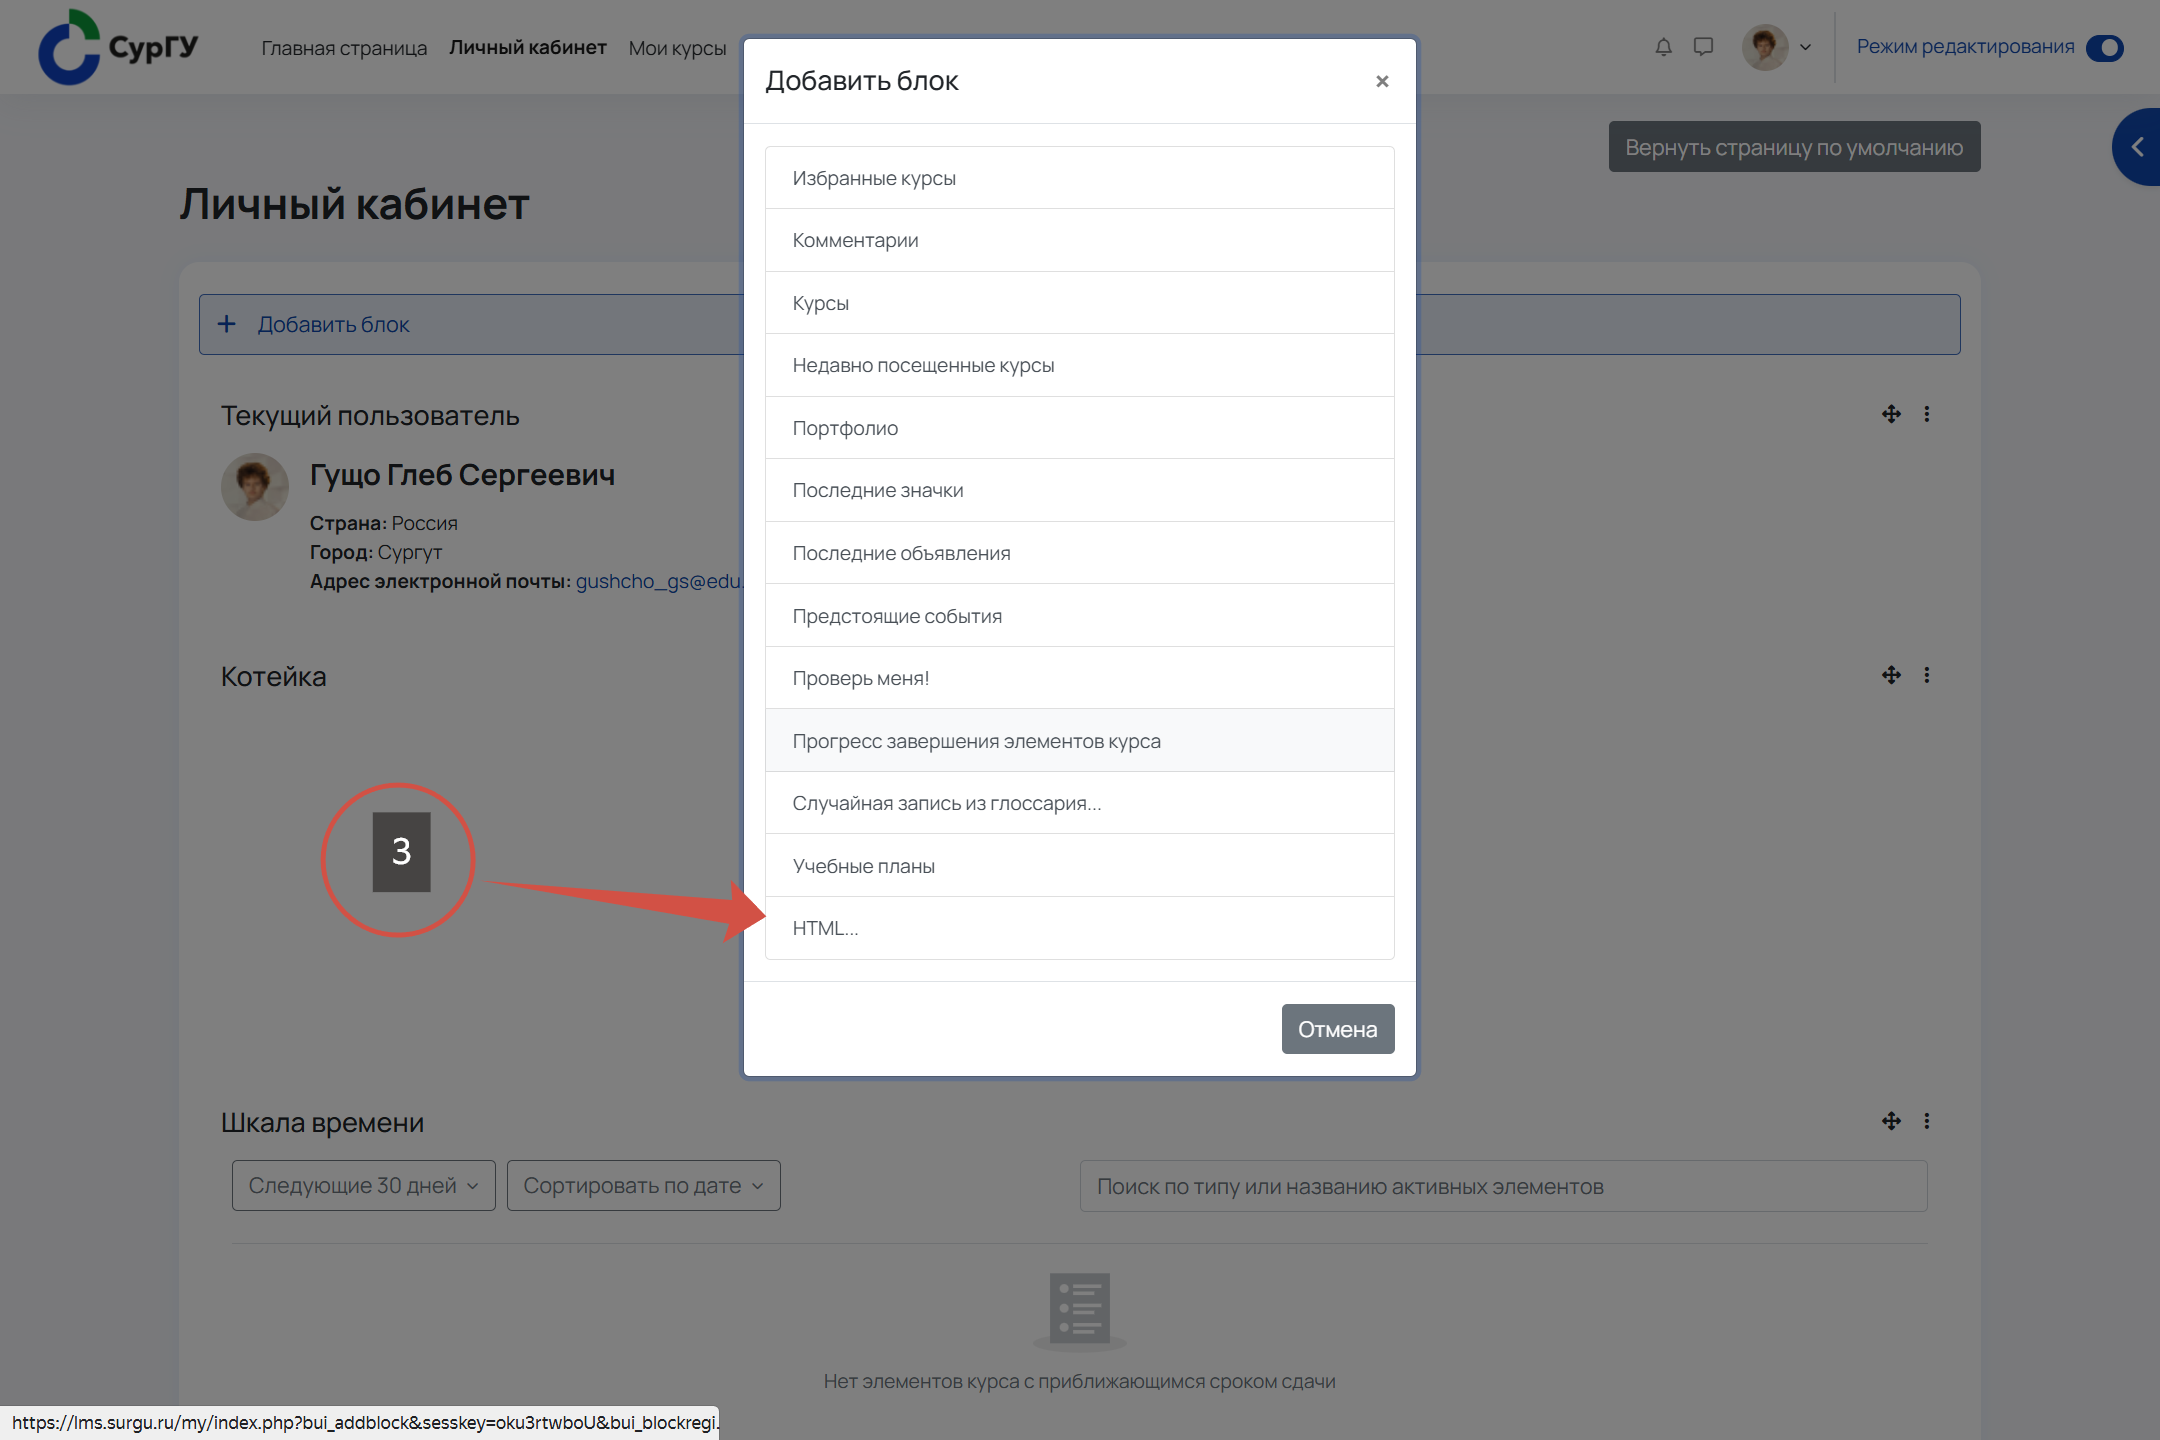 СурГУ
Главная страница
Личный кабинет
Мои курсы
Режим редактирования
Вернуть страницу по умолчанию
Личный кабинет
Добавить блок
Текущий пользователь
Гущо Глеб Сергеевич
Страна: Россия
Город: Сургут
Адрес электронной почты: gushcho_gs@edu.
Котейка
3
Добавить блок
×
Избранные курсы
Комментарии
Курсы
Недавно посещенные курсы
Портфолио
Последние значки
Последние объявления
Предстоящие события
Проверь меня!
Прогресс завершения элементов курса
Случайная запись из глоссария...
Учебные планы
HTML...
Отмена
Шкала времени
Следующие 30 дней
Сортировать по дате
Поиск по типу или названию активных элементов
Нет элементов курса с приближающимся сроком сдачи
https://lms.surgu.ru/my/index.php?bui_addblock&sesskey=oku3rtwboU&bui_blockregi.